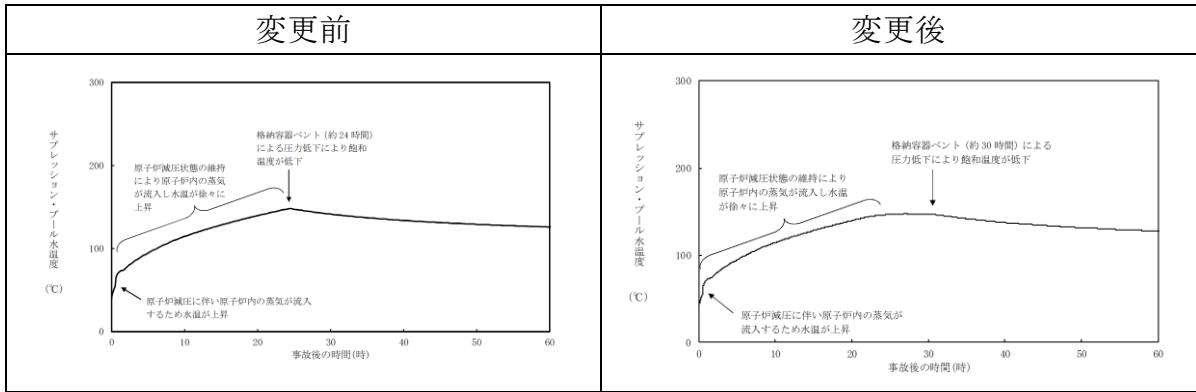 変更前
変更後
300
200
100
0
サプレッション・プール水温度
(℃)
原子炉減圧状態の維持
により原子炉内の蒸気
が流入し水温が徐々に
上昇
格納容器ベント(約24時間)
による圧力低下により飽和
温度が低下
原子炉減圧に伴い原子炉内の蒸気が流入
するため水温が上昇
0 10 20 30 40 50 60
事故後の時間(時)
300
200
100
0
サプレッション・プール水温度
(℃)
原子炉減圧状態の維持により
原子炉内の蒸気が流入し水温
が徐々に上昇
格納容器ベント(約30時間)による
圧力低下により飽和温度が低下
原子炉減圧に伴い原子炉内の蒸気が
流入するため水温が上昇
0 10 20 30 40 50 60
事故後の時間(時)